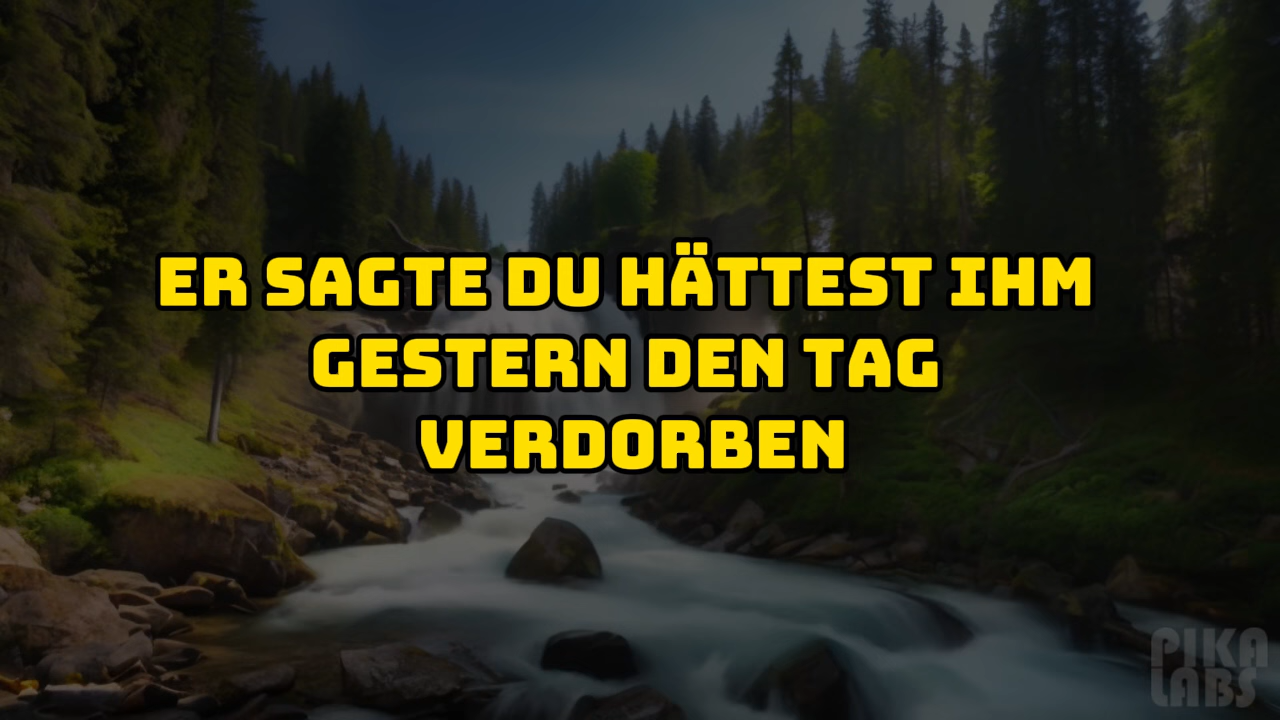 ER SAGTE DU HÄTTEST IHM
GESTERN DEN TAG
VERDORBEN
PIKA
LABS